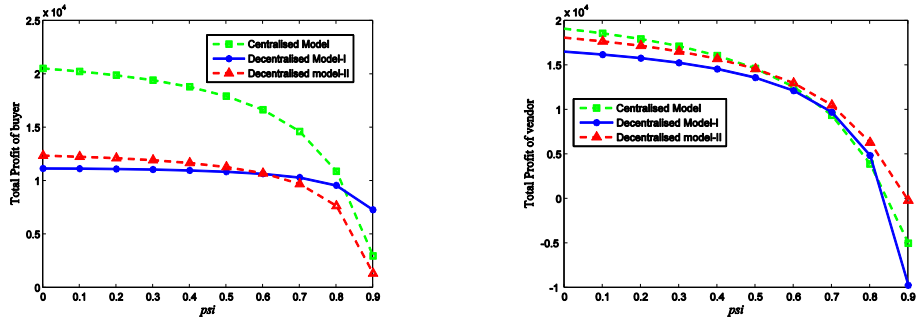 x 10^4
2.5
2
1.5
1
0.5
0
Total Profit of buyer
Centralised Model
Decentralised Model-I
Decentralised model-II
0 0.1 0.2 0.3 0.4 0.5 0.6 0.7 0.8 0.9
psi
x 10^4
2
1.5
1
0.5
0
-0.5
-1
Total Profit of vendor
Centralised Model
Decentralised Model-I
Decentralised model-II
0 0.1 0.2 0.3 0.4 0.5 0.6 0.7 0.8 0.9
psi